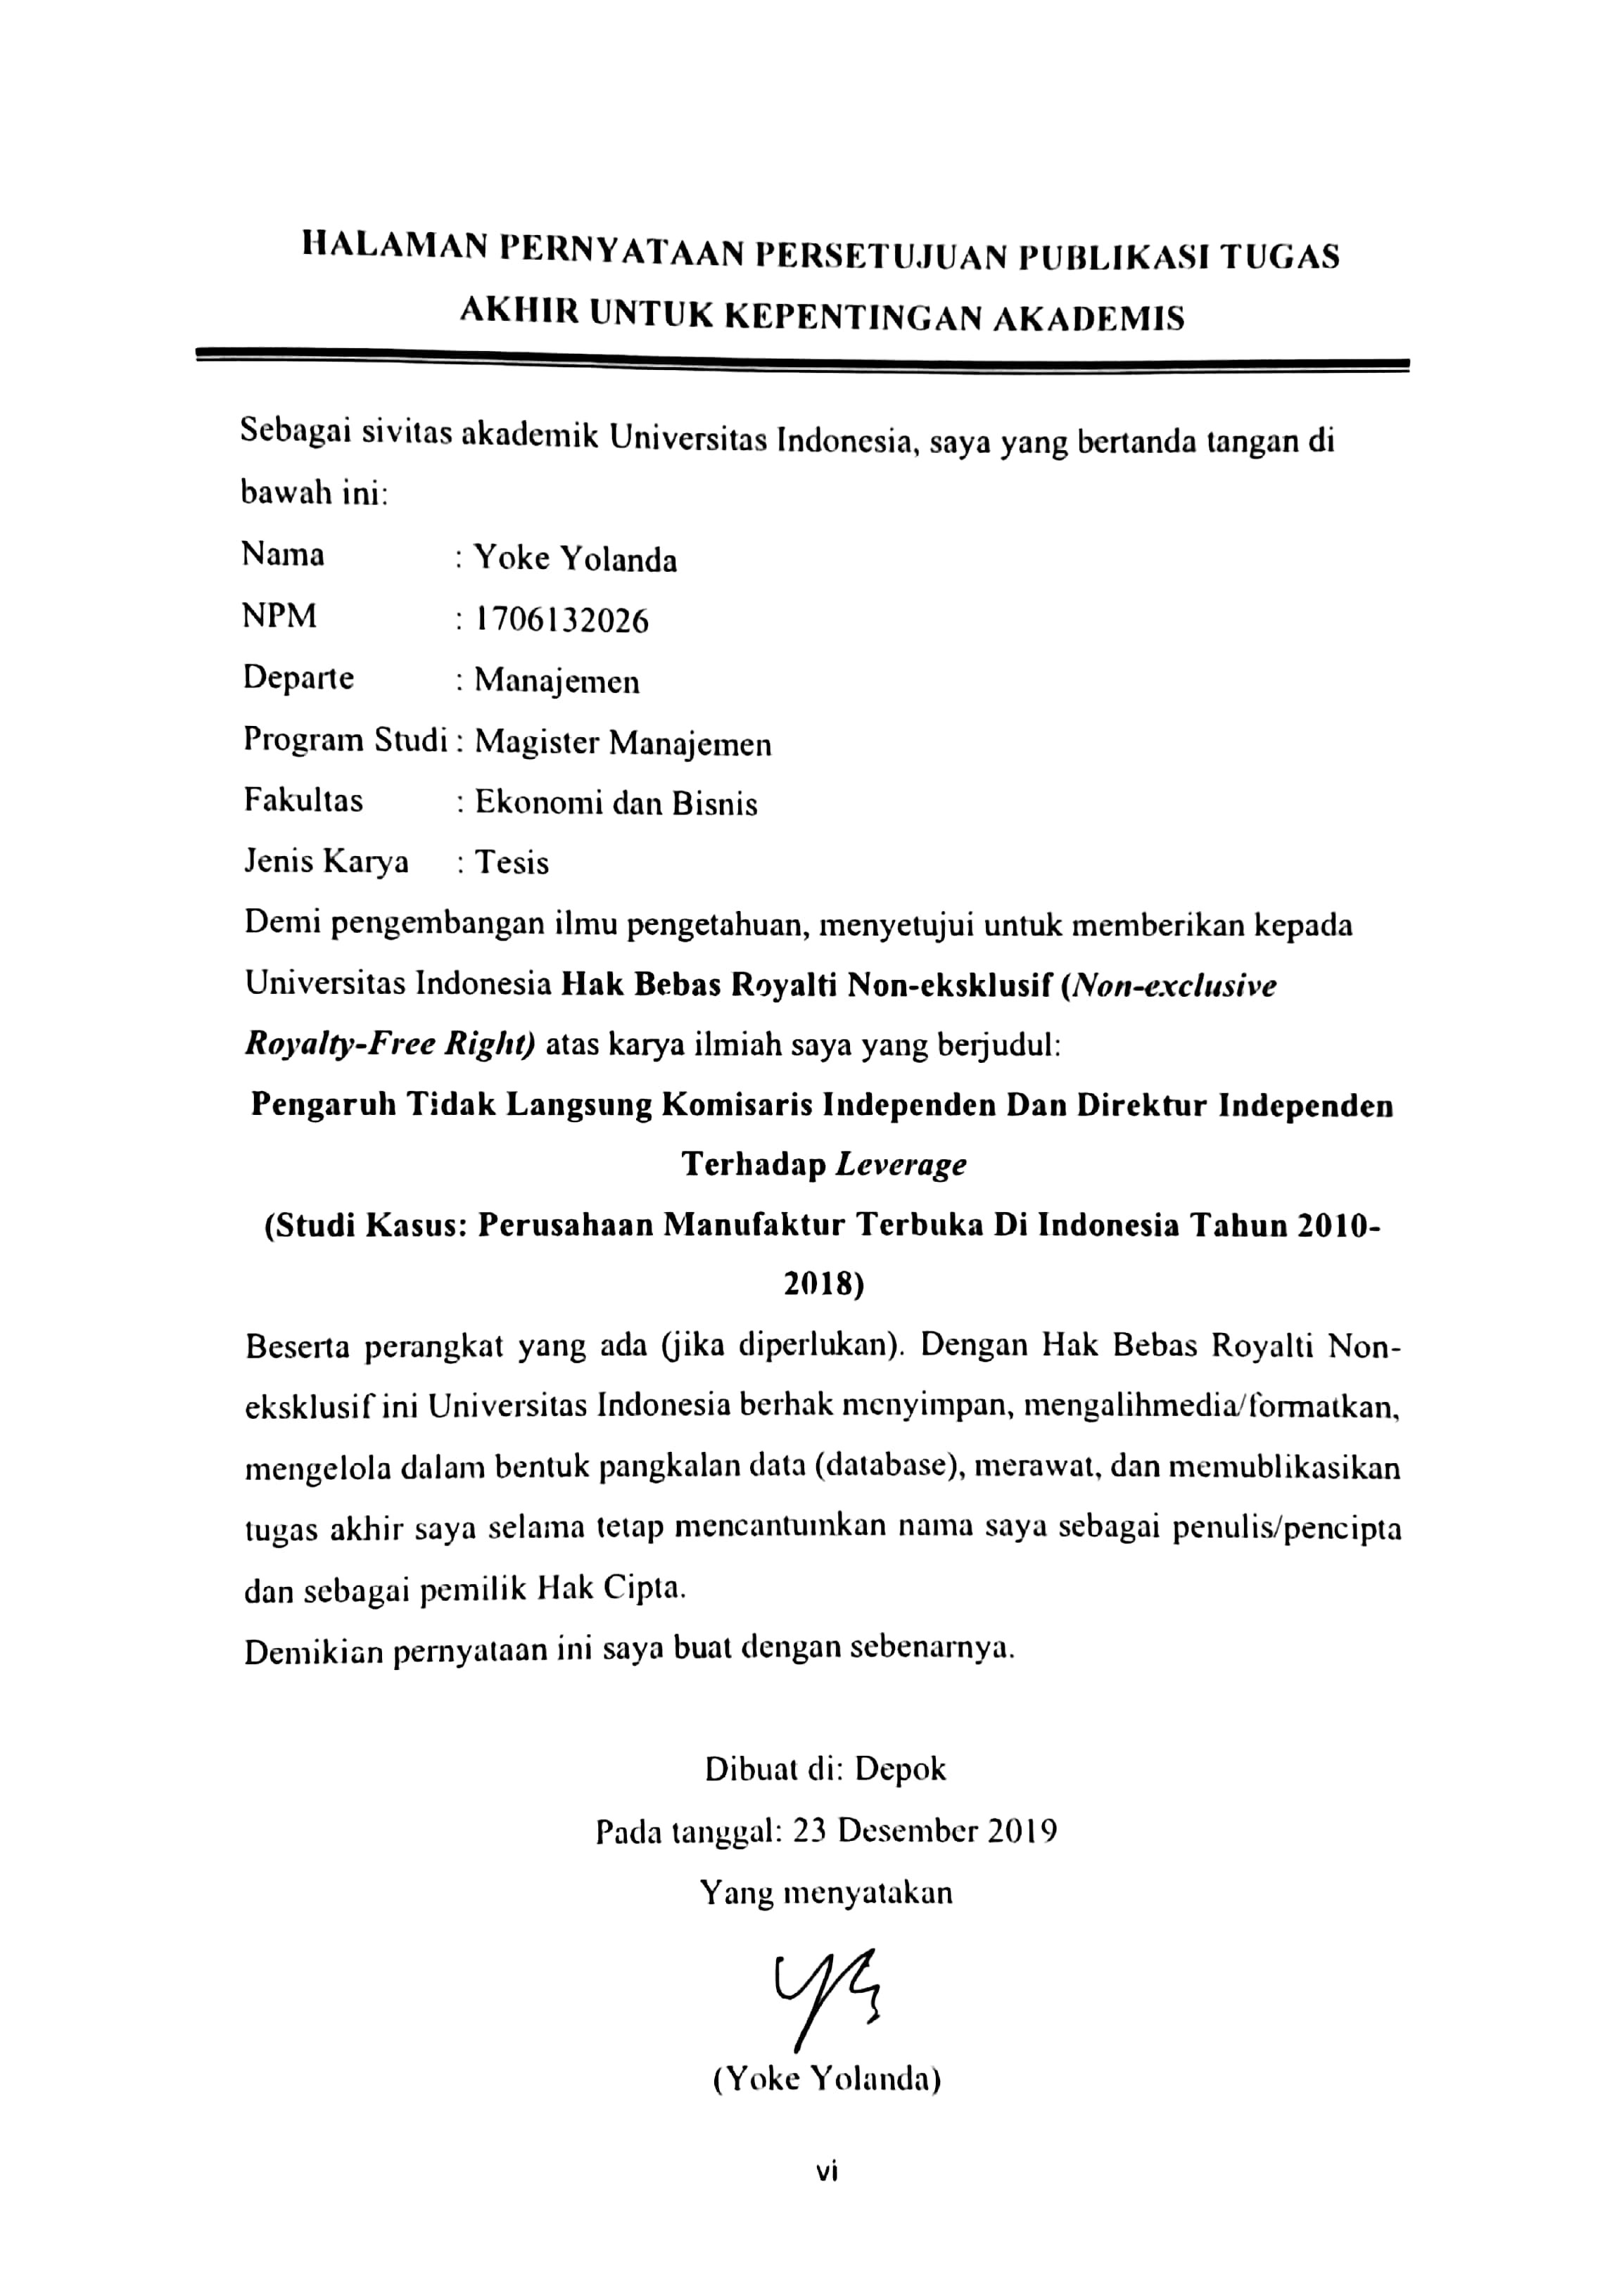 HALAMAN PERNYATAAN PERSETUJUAN PUBLIKASI TUGAS
AKHIR UNTUK KEPENTINGAN AKADEMIS
Sebagai sivitas akademik Universitas Indonesia, saya yang bertanda tangan di
bawah ini:
Nama : Yoke Yolanda
NPM : 1706132026
Departe : Manajemen
Program Studi : Magister Manajemen
Fakultas : Ekonomi dan Bisnis
Jenis Karya : Tesis
Demi pengembangan ilmu pengetahuan, menyetujui untuk memberikan kepada
Universitas Indonesia Hak Bebas Royalti Non-eksklusif (Non-exclusive
Royalty-Free Right) atas karya ilmiah saya yang berjudul:
Pengaruh Tidak Langsung Komisaris Independen Dan Direktur Independen
Terhadap Leverage
(Studi Kasus: Perusahaan Manufaktur Terbuka Di Indonesia Tahun 2010-
2018)
Beserta perangkat yang ada (jika diperlukan). Dengan Hak Bebas Royalti Non-
eksklusif ini Universitas Indonesia berhak menyimpan, mengalihmedia/formatkan,
mengelola dalam bentuk pangkalan data (database), merawat, dan memublikasikan
tugas akhir saya selama tetap mencantumkan nama saya sebagai penulis/pencipta
dan sebagai pemilik Hak Cipta.
Demikian pernyataan ini saya buat dengan sebenarnya.
Dibuat di: Depok
Pada tanggal: 23 Desember 2019
Yang menyatakan
(Yoke Yolanda)
vi